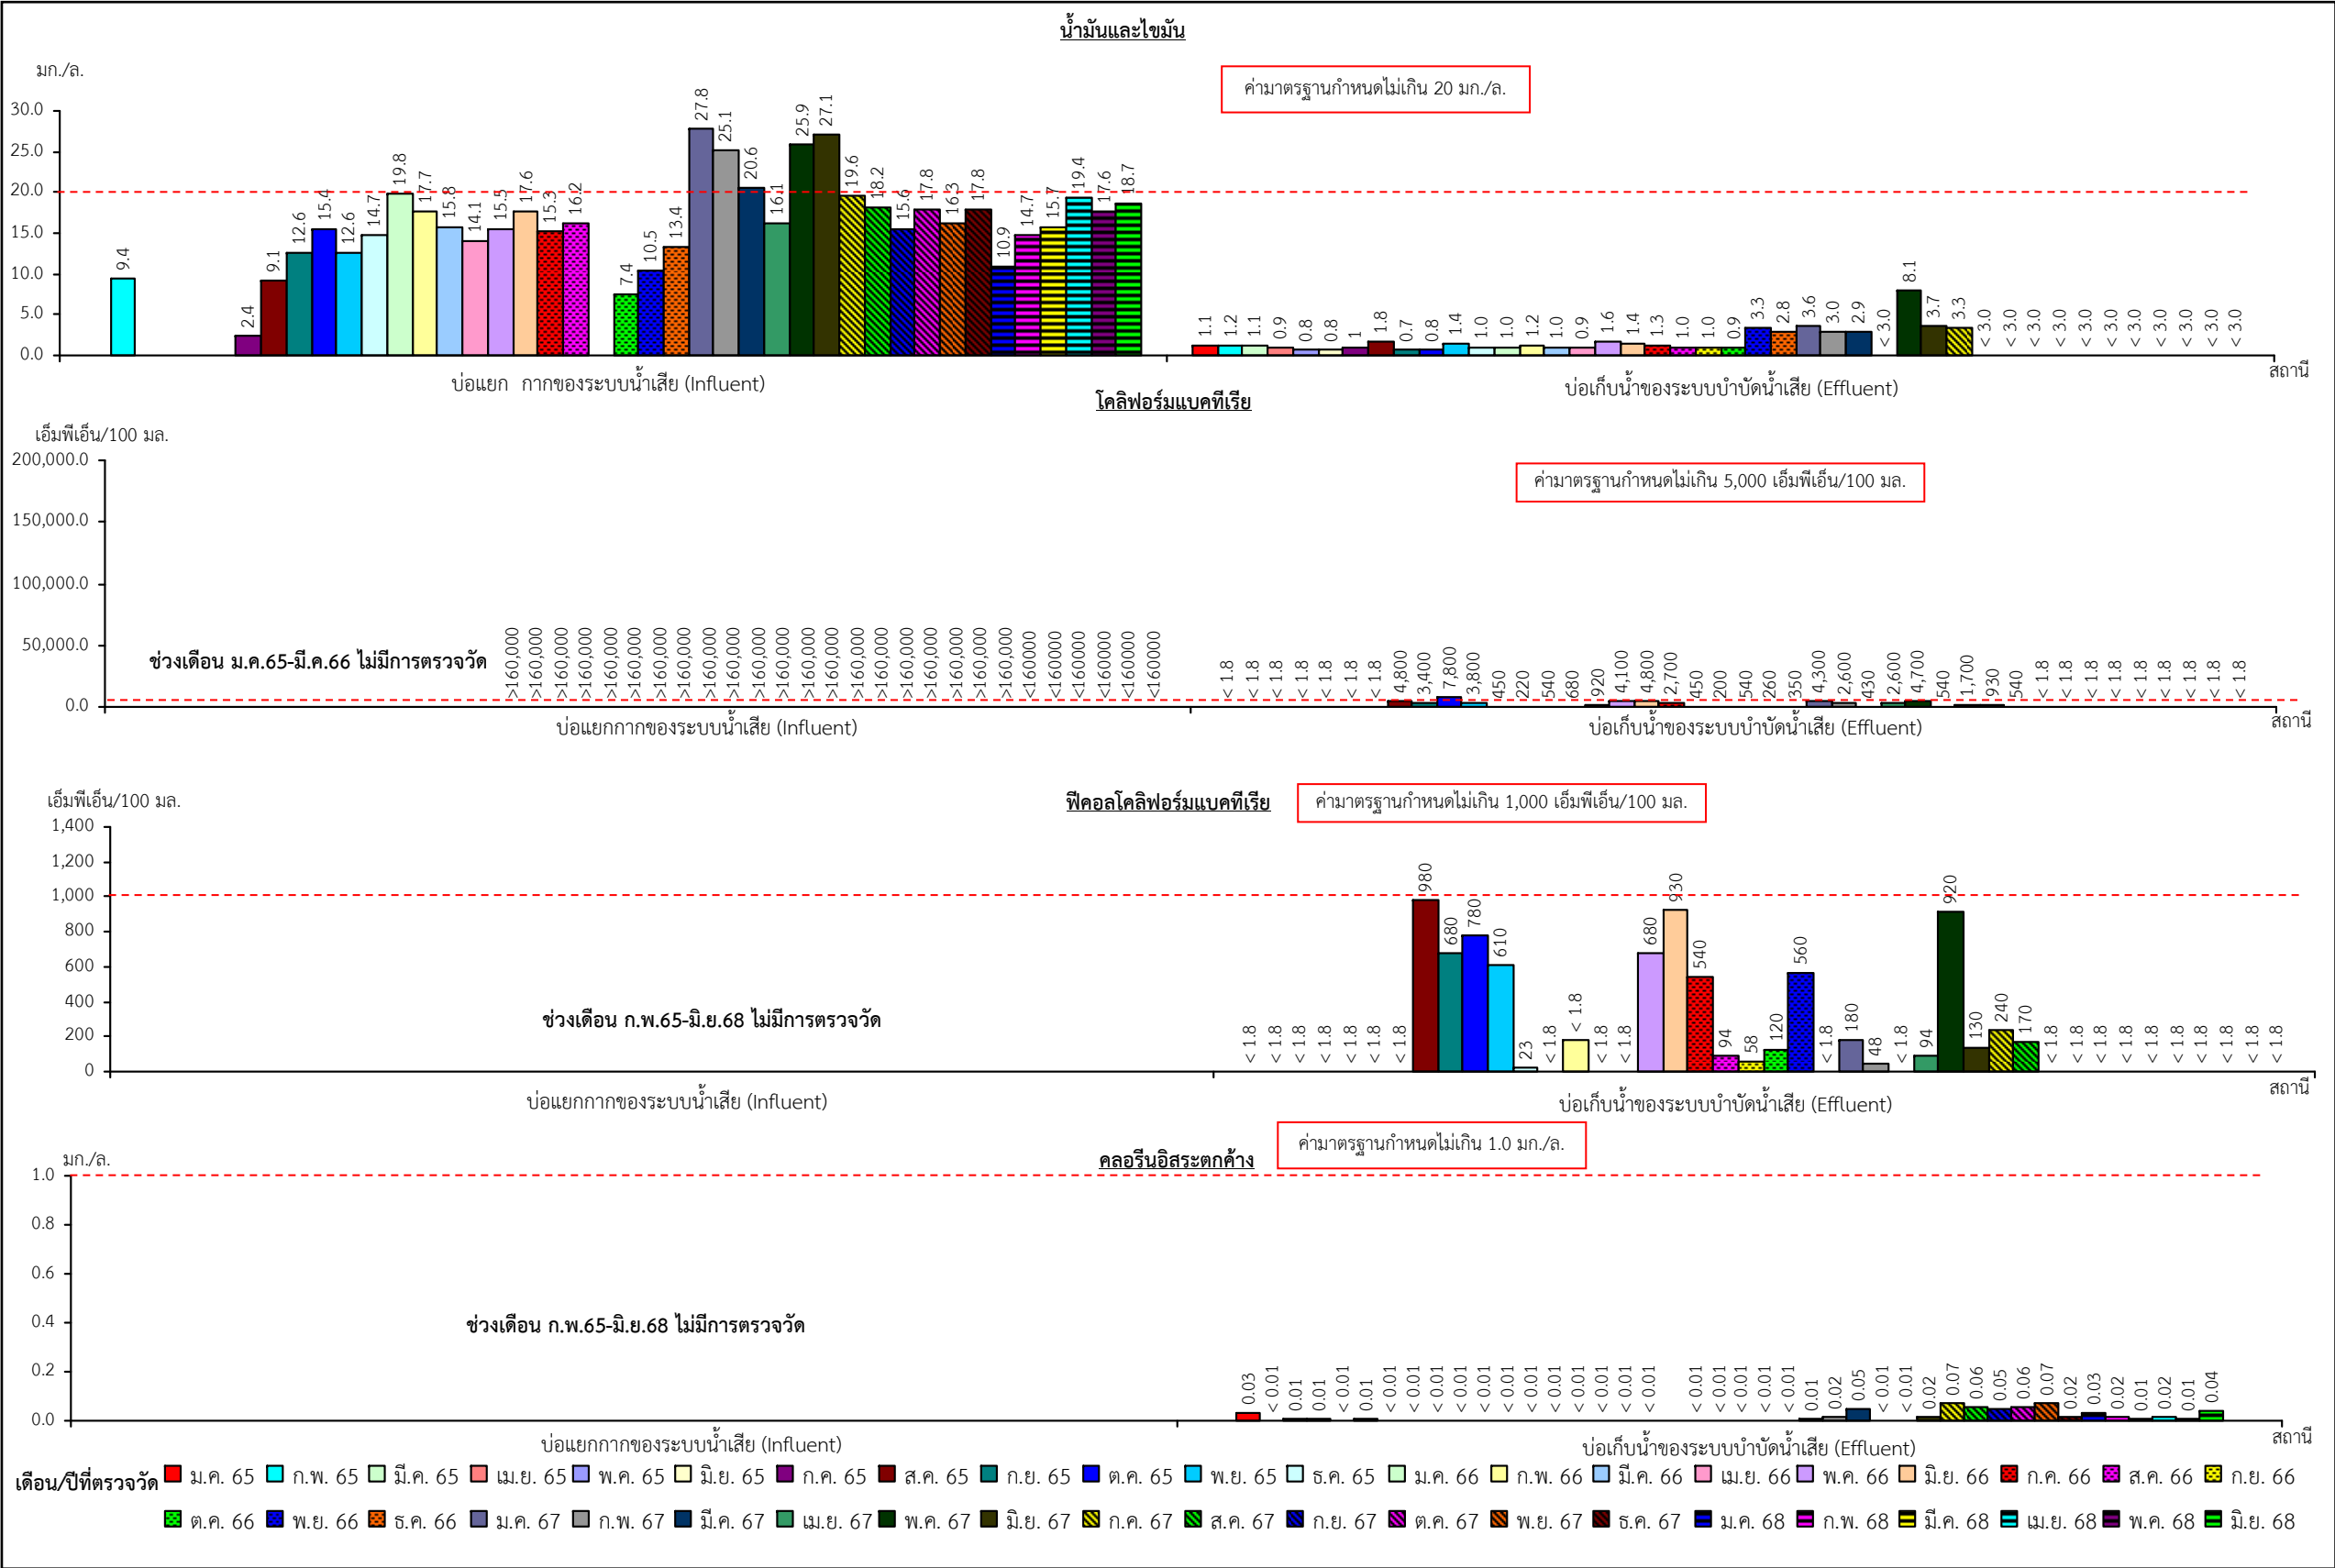 น้ำมันและไขมัน
มก./ล.
ค่ามาตรฐานกำหนดไม่เกิน 20 มก./ล.
30.0
25.0
20.0
15.0
10.0
5.0
0.0
9.4 2.4 9.1 12.6 15.4 12.6 14.7 19.8 17.7 15.8 14.1 15.5 17.6 15.3 16.2 7.4 10.5 13.4 27.8 25.1 20.6 16.1 25.9 27.1 19.6 18.2 15.6 17.8 16.3 17.8 10.9 14.7 15.7 19.4 17.6 18.7
1.1 1.2 1.1 0.9 0.8 0.8 1 1.8 0.7 0.8 1.4 1.0 1.0 1.2 1.0 0.9 1.6 1.4 1.3 1.0 1.0 0.9 3.3 2.8 3.6 3.0 2.9 < 3.0 8.1 3.7 3.3 < 3.0 < 3.0 < 3.0 < 3.0 < 3.0 < 3.0 < 3.0 < 3.0 < 3.0 < 3.0 < 3.0
บ่อแยก กากของระบบน้ำเสีย (Influent)
บ่อเก็บน้ำของระบบบำบัดน้ำเสีย (Effluent)
สถานี
โคลิฟอร์มแบคทีเรีย
เอ็มพีเอ็น/100 มล.
ค่ามาตรฐานกำหนดไม่เกิน 5,000 เอ็มพีเอ็น/100 มล.
200,000.0
150,000.0
100,000.0
50,000.0
0.0
ช่วงเดือน ม.ค.65-มี.ค.66 ไม่มีการตรวจวัด
>160,000 >160,000 >160,000 >160,000 >160,000 >160,000 >160,000 >160,000 >160,000 >160,000 >160,000 >160,000 >160,000 >160,000 >160,000 >160,000 >160,000 >160,000 >160,000 >160,000 >160,000 <160000 <160000 <160000 <160000 <160000 <160000
< 1.8 < 1.8 < 1.8 < 1.8 < 1.8 < 1.8 < 1.8 4,800 3,400 7,800 3,800 450 220 540 680 920 4,100 4,800 2,700 450 200 540 260 350 4,300 2,600 430 2,600 4,700 540 1,700 930 540 < 1.8 < 1.8 < 1.8 < 1.8 < 1.8 < 1.8 < 1.8 < 1.8 < 1.8
บ่อแยกกากของระบบน้ำเสีย (Influent)
บ่อเก็บน้ำของระบบบำบัดน้ำเสีย (Effluent)
สถานี
เอ็มพีเอ็น/100 มล.
ฟีคอลโคลิฟอร์มแบคทีเรีย
ค่ามาตรฐานกำหนดไม่เกิน 1,000 เอ็มพีเอ็น/100 มล.
1,400
1,200
1,000
800
600
400
200
0
ช่วงเดือน ก.พ.65-มิ.ย.68 ไม่มีการตรวจวัด
< 1.8 < 1.8 < 1.8 < 1.8 < 1.8 < 1.8 < 1.8 980 680 780 610 23 < 1.8 < 1.8 < 1.8 < 1.8 680 930 540 94 58 120 560 < 1.8 180 48 < 1.8 94 920 130 240 170 < 1.8 < 1.8 < 1.8 < 1.8 < 1.8 < 1.8 < 1.8 < 1.8 < 1.8 < 1.8
บ่อแยกกากของระบบน้ำเสีย (Influent)
บ่อเก็บน้ำของระบบบำบัดน้ำเสีย (Effluent)
สถานี
มก./ล.
คลอรีนอิสระตกค้าง
ค่ามาตรฐานกำหนดไม่เกิน 1.0 มก./ล.
1.0
0.8
0.6
0.4
0.2
0.0
ช่วงเดือน ก.พ.65-มิ.ย.68 ไม่มีการตรวจวัด
0.03 < 0.01 0.01 0.01 < 0.01 0.01 < 0.01 < 0.01 < 0.01 < 0.01 < 0.01 < 0.01 < 0.01 < 0.01 < 0.01 < 0.01 < 0.01 < 0.01 < 0.01 < 0.01 < 0.01 < 0.01 < 0.01 0.01 0.02 0.05 < 0.01 < 0.01 0.02 0.07 0.06 0.05 0.06 0.07 0.02 0.03 0.02 0.01 0.02 0.01 0.04
บ่อแยกกากของระบบน้ำเสีย (Influent)
บ่อเก็บน้ำของระบบบำบัดน้ำเสีย (Effluent)
สถานี
เดือน/ปีที่ตรวจวัด
ม.ค. 65 ก.พ. 65 มี.ค. 65 เม.ย. 65 พ.ค. 65 มิ.ย. 65 ก.ค. 65 ส.ค. 65 ก.ย. 65 ต.ค. 65 พ.ย. 65 ธ.ค. 65 ม.ค. 66 ก.พ. 66 มี.ค. 66 เม.ย. 66 พ.ค. 66 มิ.ย. 66 ก.ค. 66 ส.ค. 66 ก.ย. 66
ต.ค. 66 พ.ย. 66 ธ.ค. 66 ม.ค. 67 ก.พ. 67 มี.ค. 67 เม.ย. 67 พ.ค. 67 มิ.ย. 67 ก.ค. 67 ส.ค. 67 ก.ย. 67 ต.ค. 67 พ.ย. 67 ธ.ค. 67 ม.ค. 68 ก.พ. 68 มี.ค. 68 เม.ย. 68 พ.ค. 68 มิ.ย. 68